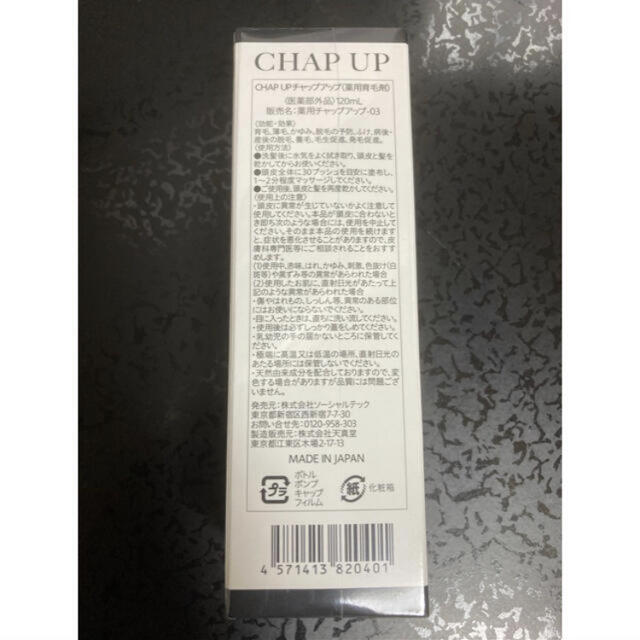 CHAP UP
CHAP UPチャップアップ(薬用育毛剤)
〈医薬部外品〉120mL
販売名：薬用チャップアップ-03
〈効能・効果〉
育毛、薄毛、かゆみ、脱毛の予防、ふけ、病後・
産後の脱毛、養毛、毛生促進、発毛促進。
〈使用方法〉
●洗髪後に水気をよく拭き取り、頭皮と髪を
乾かしてからお使いください。
●頭皮全体に30プッシュを目安に塗布し、
1〜2分程度マッサージしてください。
●ご使用後、頭皮と髪を再度乾かしてください。
〈使用上の注意〉
・頭皮に異常が生じていないかよく注意して
使用してください。本品が頭皮に合わないと
き即ち次のような場合には、使用を中止して
ください。そのまま本品の使用を続けます
と、症状を悪化させることがありますので、皮
膚科専門医等にご相談されることをおすす
めします。
(1)使用中、赤味、はれ、かゆみ、刺激、色抜け(白
斑等)や黒ずみ等の異常があらわれた場合
(2)使用したお肌に、直射日光があたって上
記のような異常があらわれた場合
・傷やはれもの、しっしん等、異常のある部位
にはお使いにならないでください。
・目に入ったときは、直ちに洗い流してください。
・使用後は必ずしっかり蓋をしめてください。
・乳幼児の手の届かないところに保管してく
ださい。
・極端に高温又は低温の場所、直射日光の
あたる場所には保管しないでください。
・天然由来成分を配合しておりますので、変
色する場合がありますが品質には問題ござ
いません。
発売元：株式会社ソーシャルテック
東京都新宿区西新宿7-7-30
お問い合せ先：0120-958-303
製造販売元：株式会社天真堂
東京都江東区木場2-17-13
MADE IN JAPAN
プラ
ボトル
ポンプ
キャップ
フィルム
紙
化粧箱
4 571413 820401